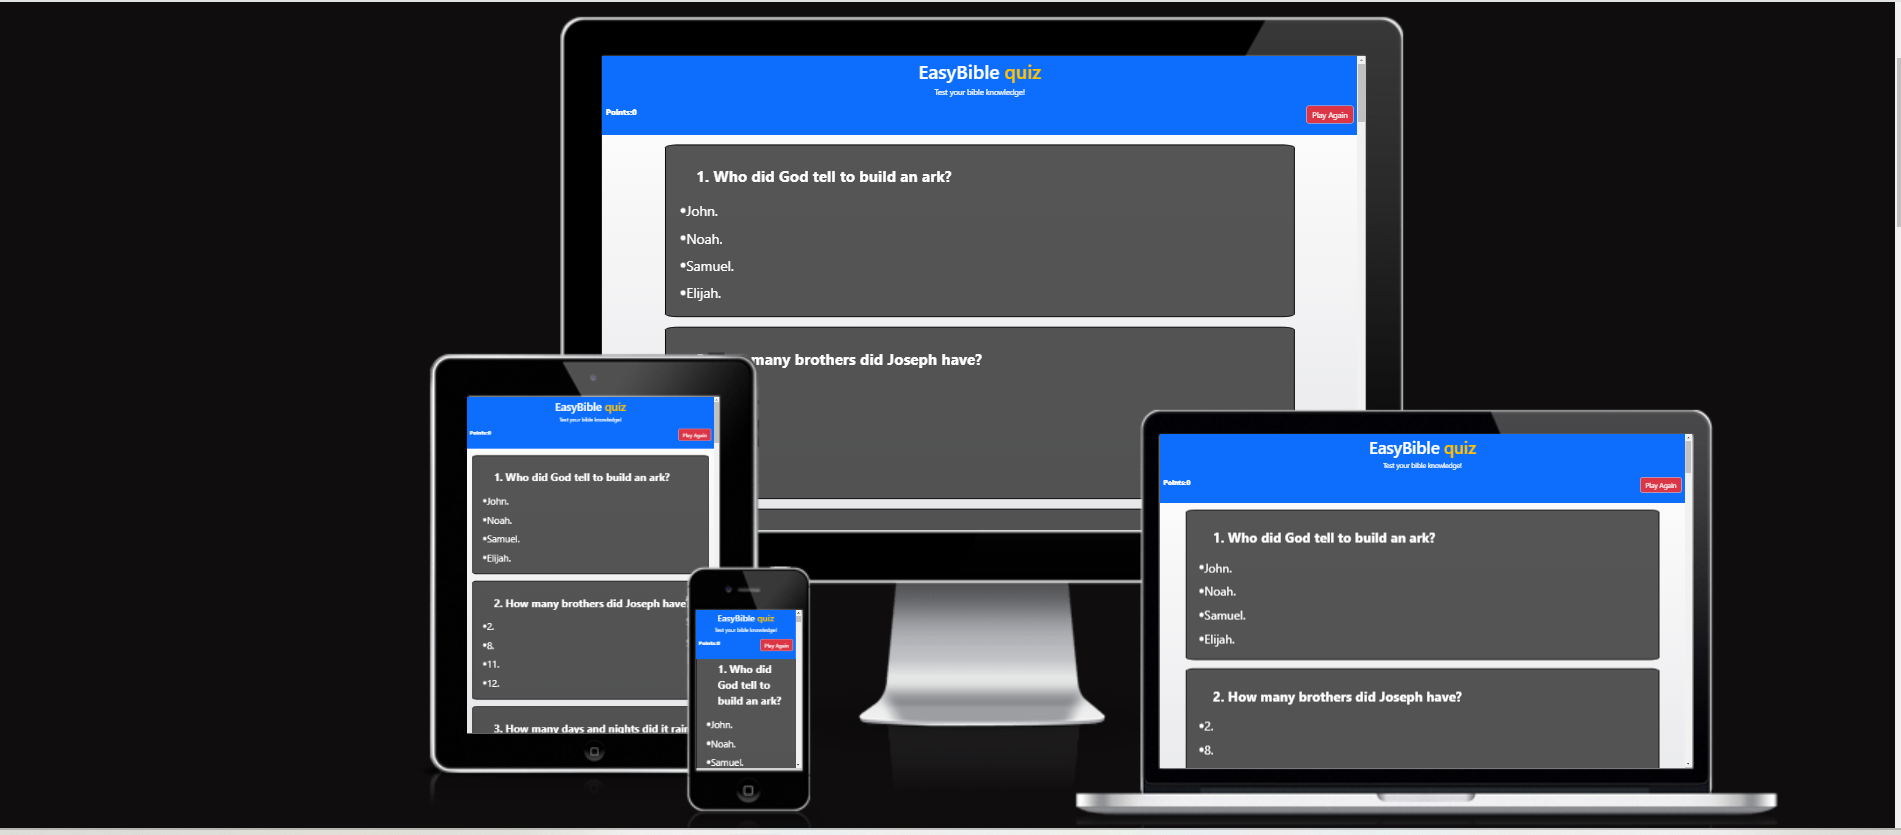 EasyBible quiz
Test your bible knowledge!
Points:0
Play Again
1. Who did God tell to build an ark?
•John.
•Noah.
•Samuel.
•Elijah.
many brothers did Joseph have?
EasyBible quiz
Test your bible knowledge!
Points:0
Play Again
1. Who did God tell to build an ark?
•John.
•Noah.
•Samuel.
•Elijah.
2. How many brothers did Joseph have
•2.
•8.
•11.
•12.
3. How many days and nights did it rain
EasyBible quiz
Test your bible knowledge!
Points:0
Play Again
1. Who did
God tell to
build an ark?
•John.
•Noah.
•Samuel.
EasyBible quiz
Test your bible knowledge!
Points:0
Play Again
1. Who did God tell to build an ark?
•John.
•Noah.
•Samuel.
•Elijah.
2. How many brothers did Joseph have?
•2.
•8.